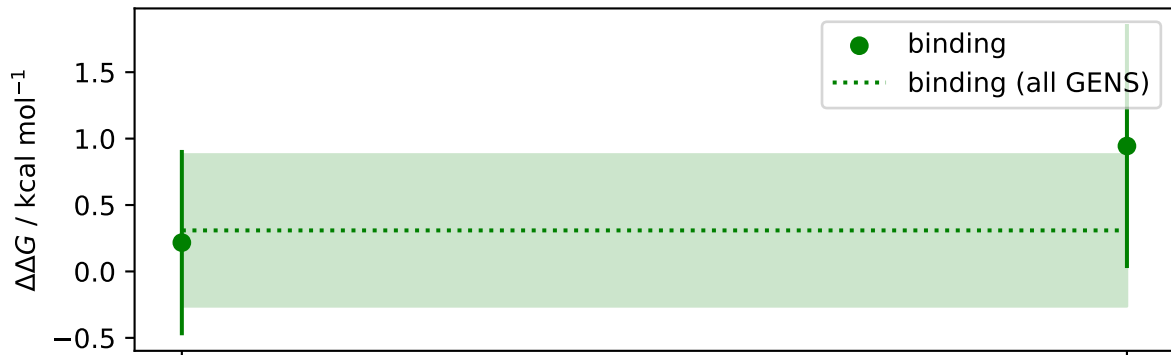 ΔΔG / kcal mol⁻¹
1.5
1.0
0.5
0.0
−0.5
binding
binding (all GENS)